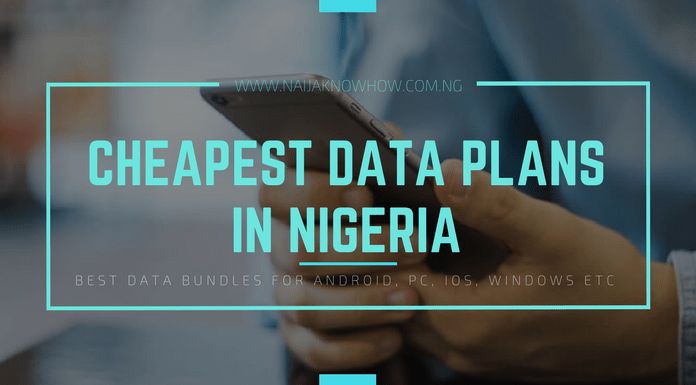 WWW.NAIJAKNOWHOW.COM.NG
CHEAPEST DATA PLANS
IN NIGERIA
BEST DATA BUNDLES FOR ANDROID, PC, IOS, WINDOWS ETC